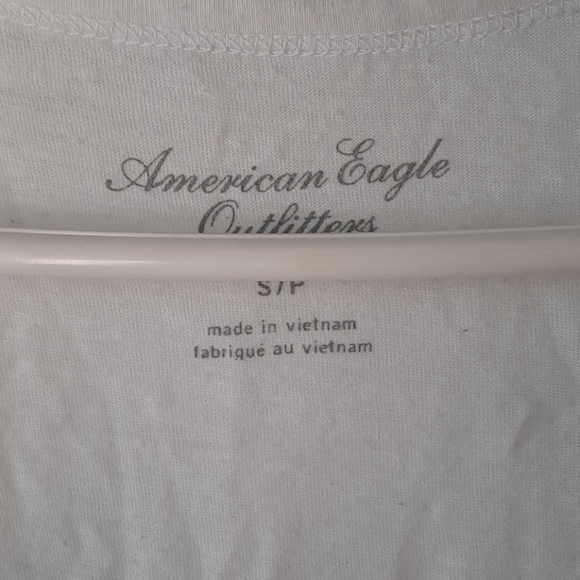 American Eagle
Outfitters
S/P
made in vietnam
fabriqué au vietnam